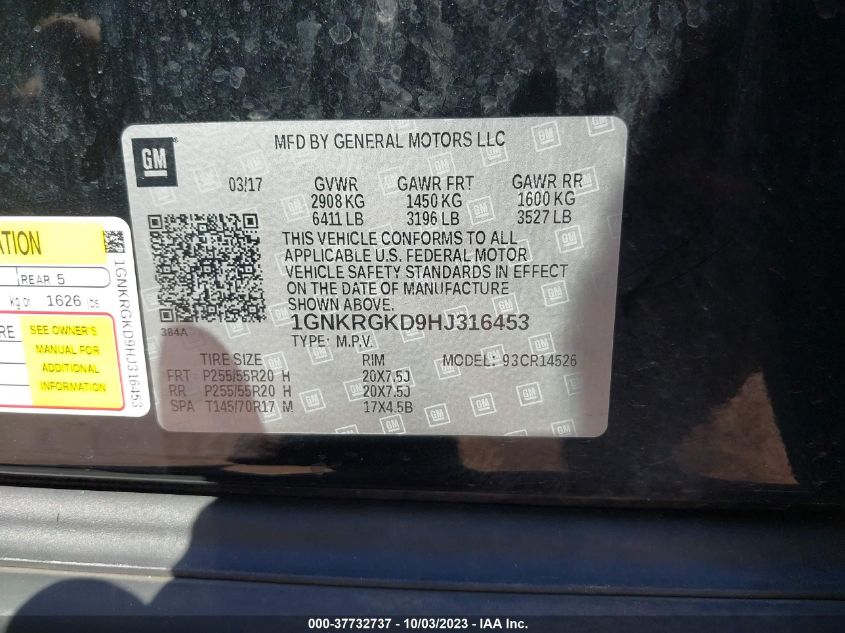 GM
MFD BY GENERAL MOTORS LLC
03/17 GVWR GAWR FRT GAWR RR
2908 KG 1450 KG 1600 KG
6411 LB 3196 LB 3527 LB
THIS VEHICLE CONFORMS TO ALL
APPLICABLE U.S. FEDERAL MOTOR
VEHICLE SAFETY STANDARDS IN EFFECT
ON THE DATE OF MANUFACTURE
SHOWN ABOVE.
384A
1GNKRGKD9HJ316453
TYPE: M.P.V. MODEL: 93CR14526
TIRE SIZE RIM
FRT P255/55R20 H 20X7.5J
RR P255/55R20 H 20X7.5J
SPA T145/70R17 M 17X4.5B
REAR 5
kg or 1626 lbs
SEE OWNER'S
MANUAL FOR
ADDITIONAL
INFORMATION
1GNKRGKD9HJ316453
000-37732737 - 10/03/2023 - IAA Inc.